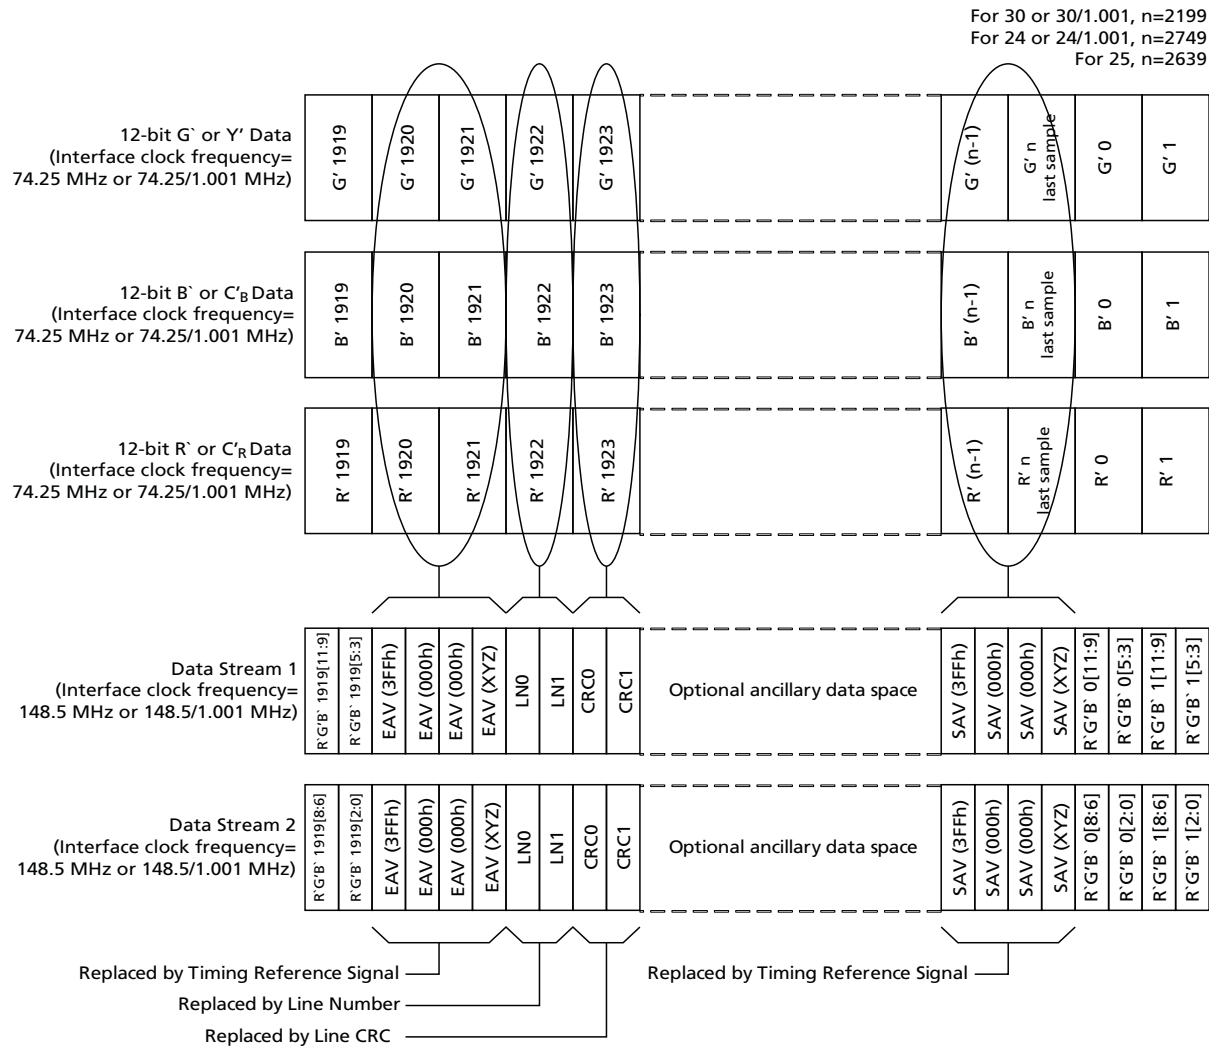 For 30 or 30/1.001, n=2199
For 24 or 24/1.001, n=2749
For 25, n=2639
12-bit G` or Y’ Data
(Interface clock frequency=
74.25 MHz or 74.25/1.001 MHz)
G’ 1919
G’ 1920
G’ 1921
G’ 1922
G’ 1923
G’ (n-1)
G’ n
last sample
G’ 0
G’ 1
12-bit B` or C’B Data
(Interface clock frequency=
74.25 MHz or 74.25/1.001 MHz)
B’ 1919
B’ 1920
B’ 1921
B’ 1922
B’ 1923
B’ (n-1)
B’ n
last sample
B’ 0
B’ 1
12-bit R` or C’R Data
(Interface clock frequency=
74.25 MHz or 74.25/1.001 MHz)
R’ 1919
R’ 1920
R’ 1921
R’ 1922
R’ 1923
R’ (n-1)
R’ n
last sample
R’ 0
R’ 1
Data Stream 1
(Interface clock frequency=
148.5 MHz or 148.5/1.001 MHz)
R`G’B` 1919[11:9]
R`G’B` 1919[5:3]
EAV (3FFh)
EAV (000h)
EAV (000h)
EAV (XYZ)
LN0
LN1
CRC0
CRC1
Optional ancillary data space
SAV (3FFh)
SAV (000h)
SAV (000h)
SAV (XYZ)
R`G’B` 0[11:9]
R`G’B` 0[5:3]
R`G’B` 1[11:9]
R`G’B` 1[5:3]
Data Stream 2
(Interface clock frequency=
148.5 MHz or 148.5/1.001 MHz)
R`G’B` 1919[8:6]
R`G’B` 1919[2:0]
EAV (3FFh)
EAV (000h)
EAV (000h)
EAV (XYZ)
LN0
LN1
CRC0
CRC1
Optional ancillary data space
SAV (3FFh)
SAV (000h)
SAV (000h)
SAV (XYZ)
R`G’B` 0[8:6]
R`G’B` 0[2:0]
R`G’B` 1[8:6]
R`G’B` 1[2:0]
Replaced by Timing Reference Signal
Replaced by Timing Reference Signal
Replaced by Line Number
Replaced by Line CRC